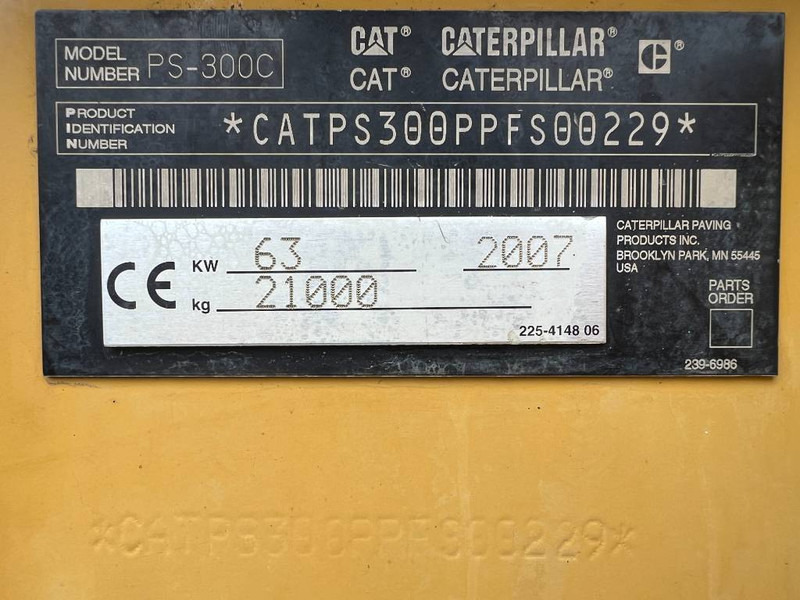 MODEL NUMBER PS-300C
CAT® CATERPILLAR® C®
CAT® CATERPILLAR®
PRODUCT
IDENTIFICATION
NUMBER
*CATPS300PPFS00229*
CE
KW 63 2007
kg 21000
225-4148 06
CATERPILLAR PAVING
PRODUCTS INC.
BROOKLYN PARK, MN 55445
USA
PARTS
ORDER
239-6986
*CATPS300PPFS00229*